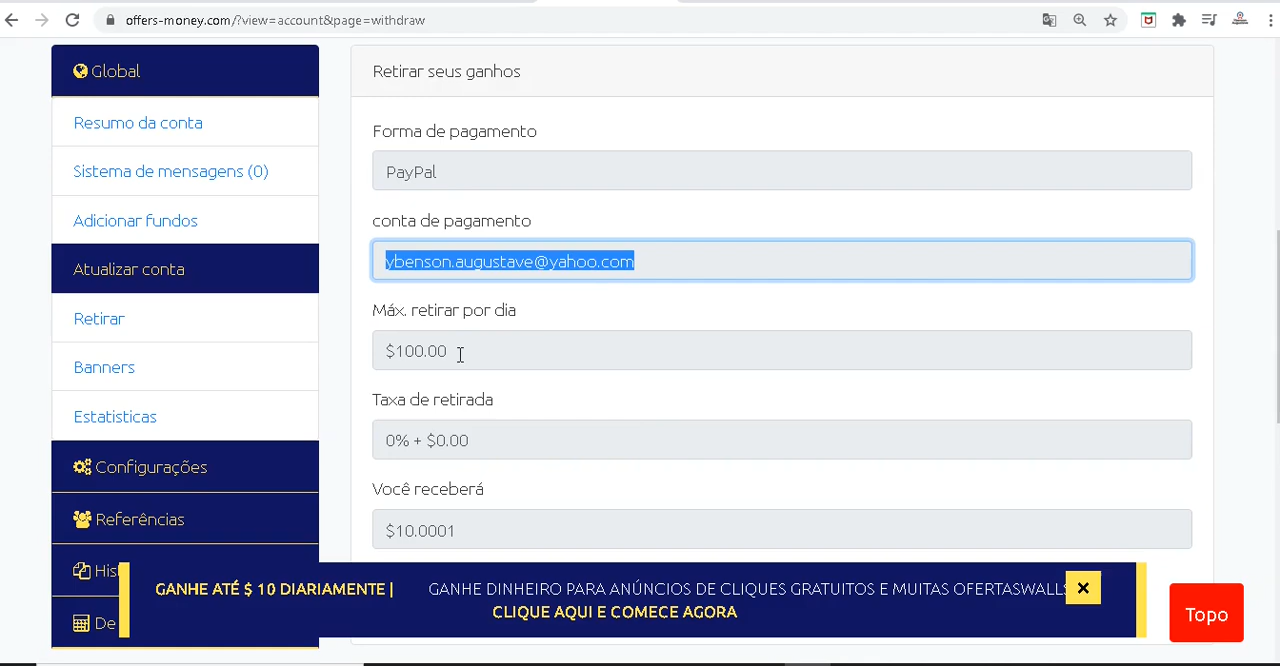 offers-money.com/?view=account&page=withdraw
Global
Resumo da conta
Sistema de mensagens (0)
Adicionar fundos
Atualizar conta
Retirar
Banners
Estatisticas
Configurações
Referências
Retirar seus ganhos
Forma de pagamento
PayPal
conta de pagamento
ybenson.augustave@yahoo.com
Máx. retirar por dia
$100.00
Taxa de retirada
0% + $0.00
Você receberá
$10.0001
GANHE ATÉ $ 10 DIARIAMENTE |
GANHE DINHEIRO PARA ANÚNCIOS DE CLIQUES GRATUITOS E MUITAS OFERTASWALLS
CLIQUE AQUI E COMECE AGORA
Topo